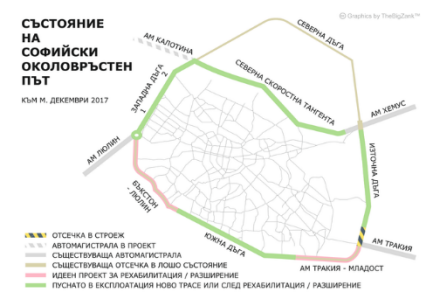 СЪСТОЯНИЕ
НА
СОФИЙСКИ
ОКОЛОВРЪСТЕН
ПЪТ
КЪМ М. ДЕКЕМВРИ 2017
© Graphics by TheBigZank™
АМ КАЛОТИНА
СЕВЕРНА ДЪГА
ЗАПАДНА ДЪГА
1
2
СЕВЕРНА СКОРОСТНА ТАНГЕНТА
АМ ХЕМУС
АМ ЛЮЛИН
ИЗТОЧНА ДЪГА
БЪКСТОН
- ЛЮЛИН
ЮЖНА ДЪГА
АМ ТРАКИЯ
АМ ТРАКИЯ - МЛАДОСТ
ОТСЕЧКА В СТРОЕЖ
АВТОМАГИСТРАЛА В ПРОЕКТ
СЪЩЕСТВУВАЩА АВТОМАГИСТРАЛА
СЪЩЕСТВУВАЩА ОТСЕЧКА В ЛОШО СЪСТОЯНИЕ
ИДЕЕН ПРОЕКТ ЗА РЕХАБИЛИТАЦИЯ / РАЗШИРЕНИЕ
ПУСНАТО В ЕКСПЛОАТАЦИЯ НОВО ТРАСЕ ИЛИ СЛЕД РЕХАБИЛИТАЦИЯ / РАЗШИРЕНИЕ